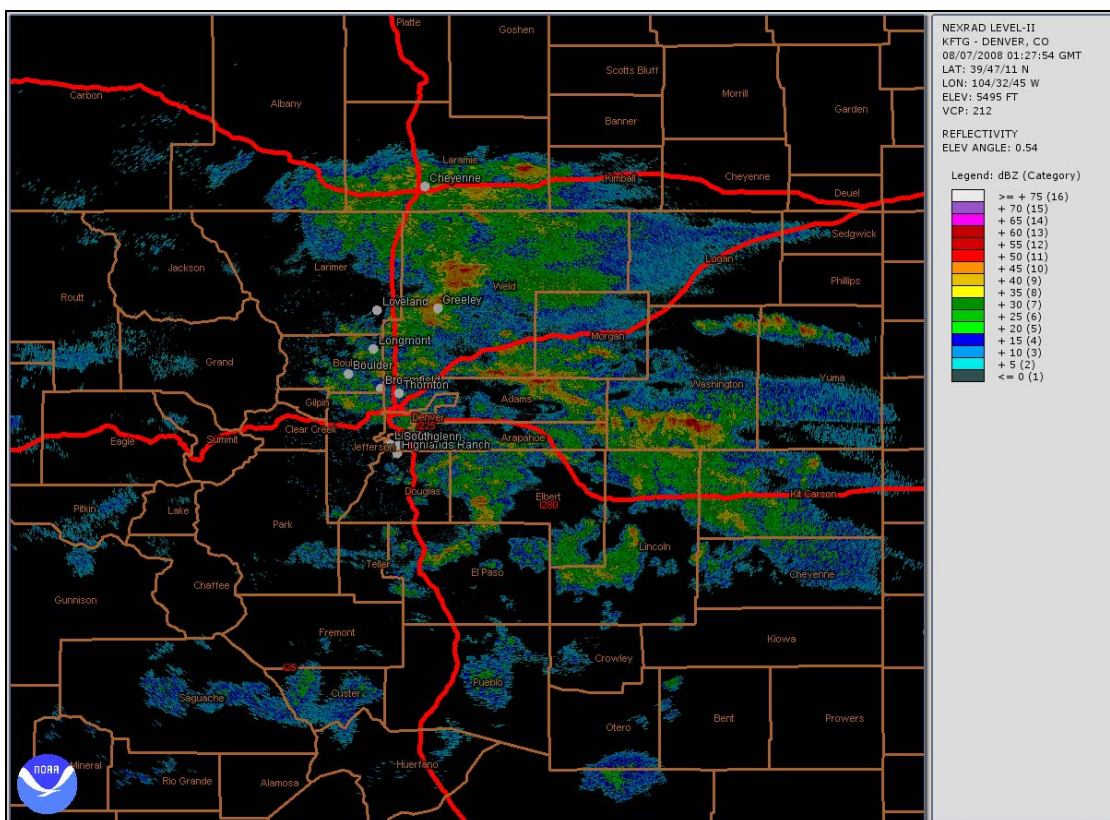 Platte
Goshen
Scotts Bluff
Carbon
Albany
Morrill
Garden
Banner
Laramie
Cheyenne
Kimball
Cheyenne
Deuel
Sedgwick
Logan
Jackson
Larimer
Phillips
Weld
Routt
Loveland
Greeley
Morgan
Longmont
Grand
Boulder
Washington
Yuma
Thornton
Gilpin
Adams
Denver
I225
Clear Creek
Eagle
Summit
Southglenn
Arapahoe
Jefferson
Highlands Ranch
Douglas
Elbert
I280
Kit Carson
Pitkin
Lake
Park
Lincoln
Teller
El Paso
Cheyenne
Chaffee
Gunnison
Fremont
Kiowa
I25
Crowley
Saguache
Custer
Pueblo
Otero
Bent
Prowers
Huerfano
Mineral
Rio Grande
Alamosa
NOAA
NEXRAD LEVEL-II
KFTG - DENVER, CO
08/07/2008 01:27:54 GMT
LAT: 39/47/11 N
LON: 104/32/45 W
ELEV: 5495 FT
VCP: 212
REFLECTIVITY
ELEV ANGLE: 0.54
Legend: dBZ (Category)
>= + 75 (16)
+ 70 (15)
+ 65 (14)
+ 60 (13)
+ 55 (12)
+ 50 (11)
+ 45 (10)
+ 40 (9)
+ 35 (8)
+ 30 (7)
+ 25 (6)
+ 20 (5)
+ 15 (4)
+ 10 (3)
+ 5 (2)
<= 0 (1)